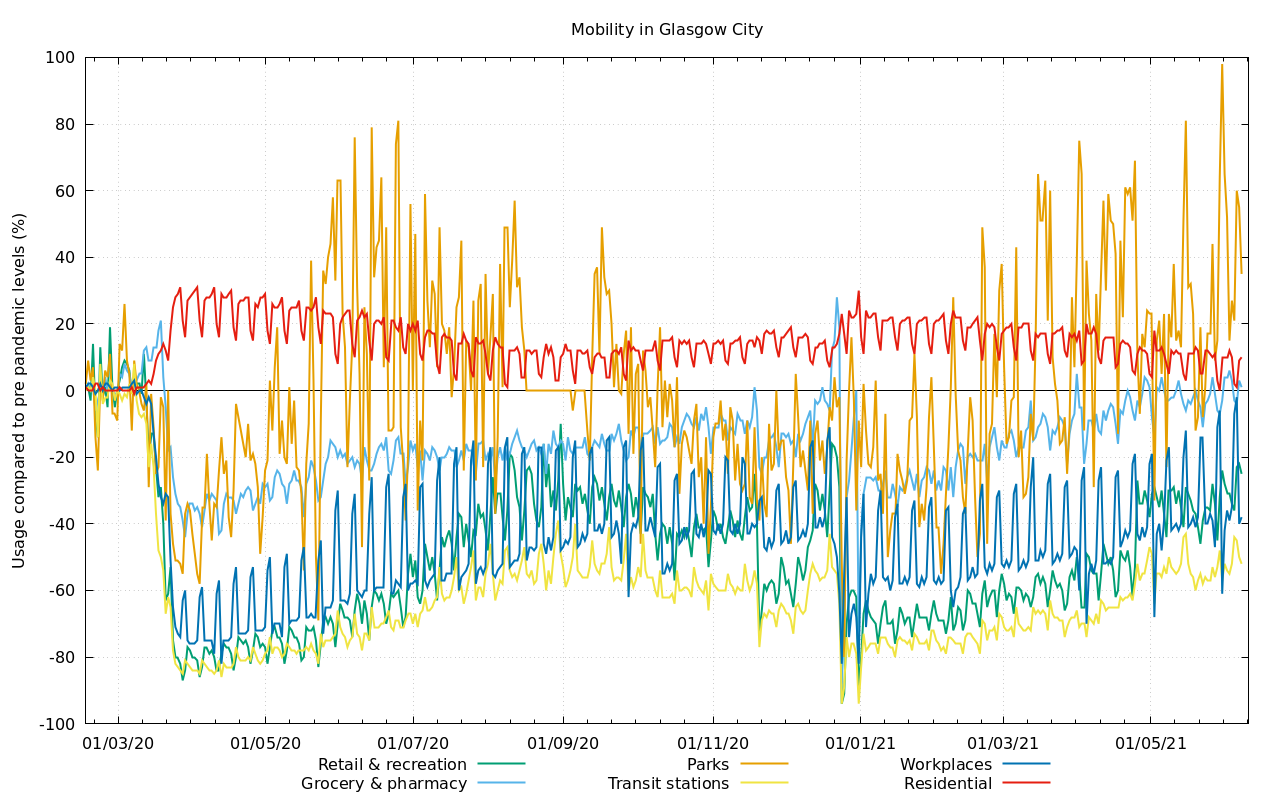 Mobility in Glasgow City
Usage compared to pre pandemic levels (%)
100
80
60
40
20
0
-20
-40
-60
-80
-100
01/03/20 01/05/20 01/07/20 01/09/20 01/11/20 01/01/21 01/03/21 01/05/21
Retail & recreation Parks Workplaces
Grocery & pharmacy Transit stations Residential